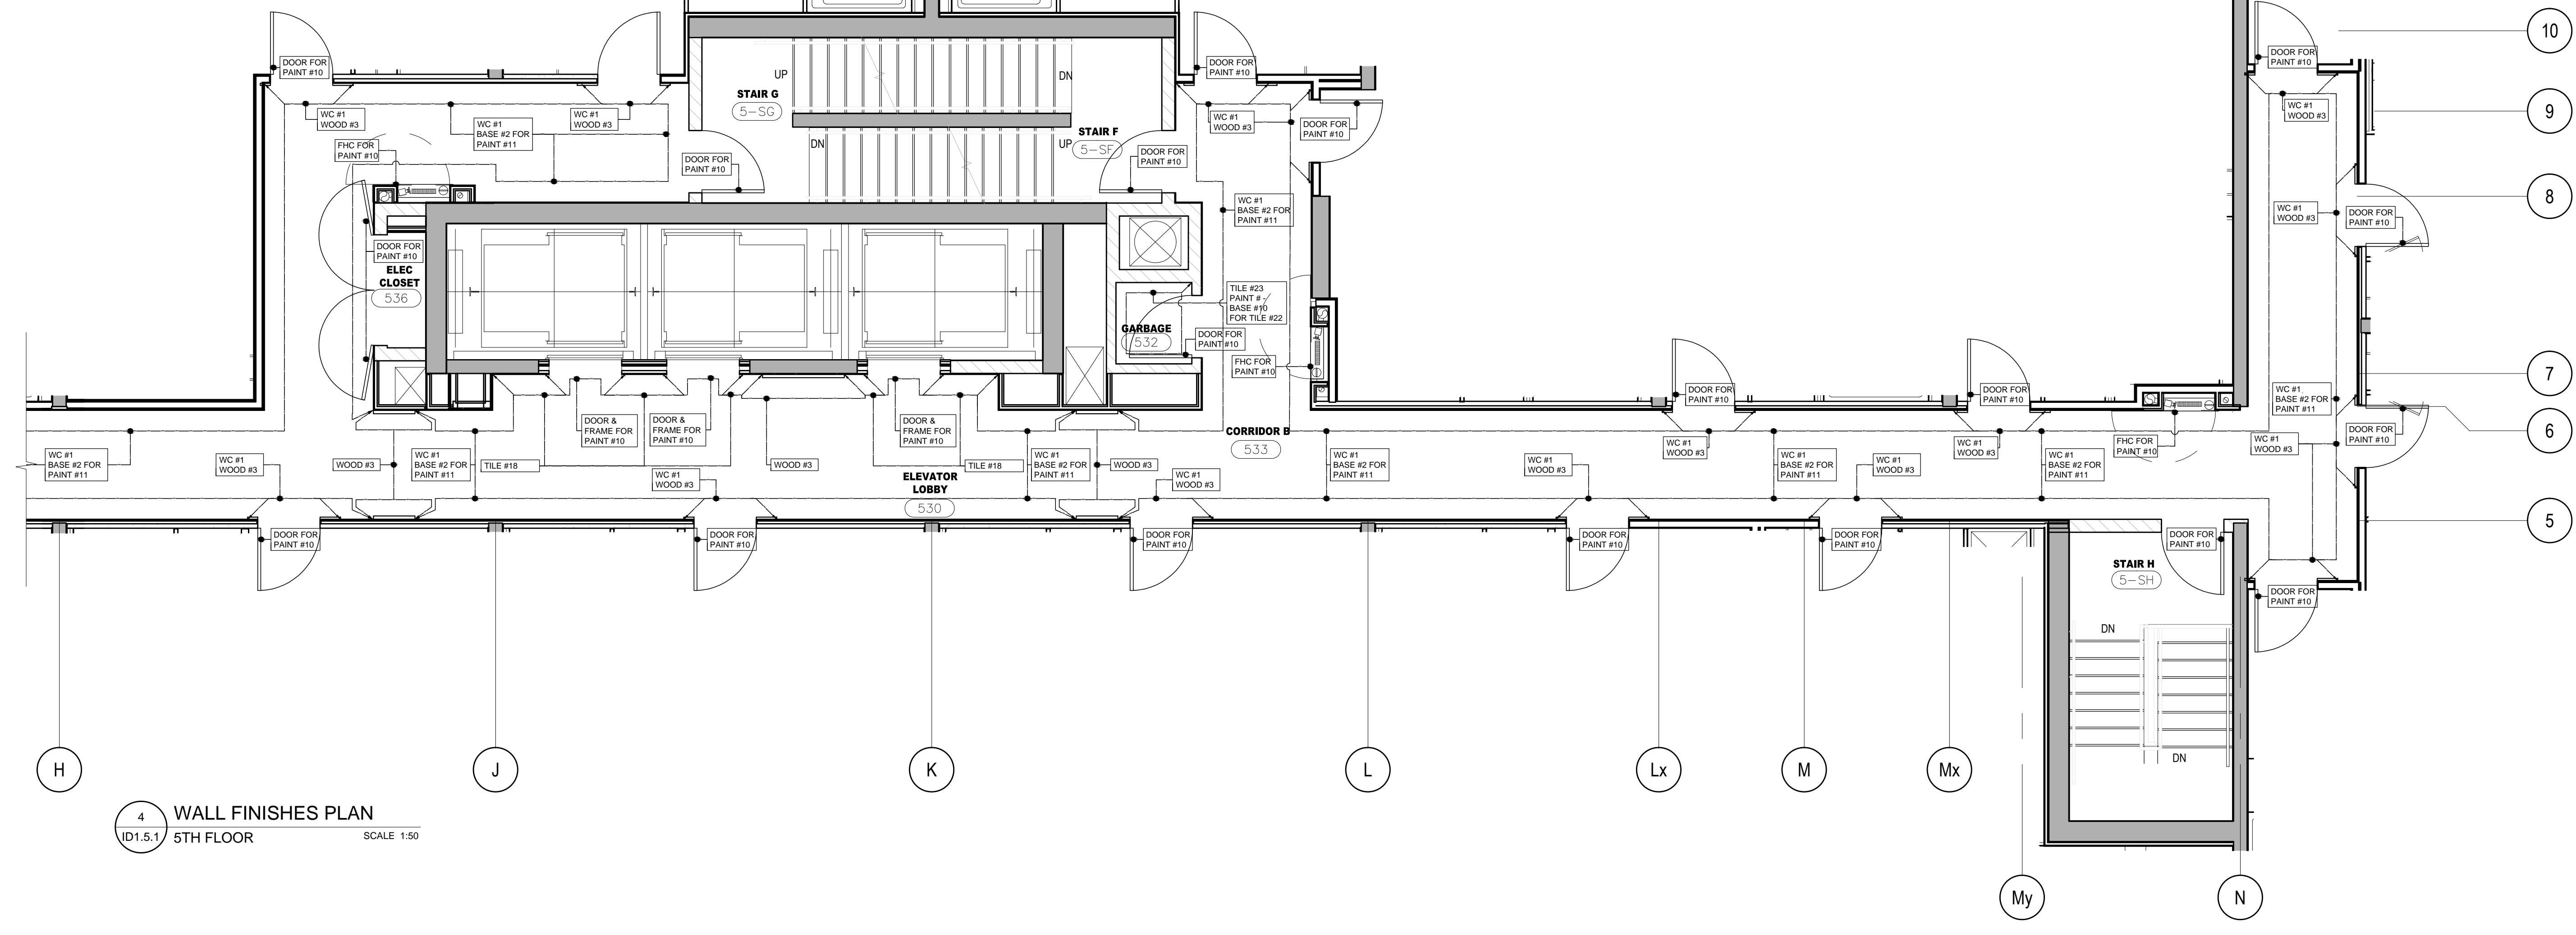 10
DOOR FOR
PAINT #10
DOOR FOR
PAINT #10
DOOR FOR
PAINT #10
UP
DN
STAIR G
5-SG
WC #1
WOOD #3
WC #1
BASE #2 FOR
PAINT #11
WC #1
WOOD #3
WC #1
WOOD #3
DOOR FOR
PAINT #10
WC #1
WOOD #3
9
FHC FOR
PAINT #10
DOOR FOR
PAINT #10
DN
STAIR F
5-SF
UP
DOOR FOR
PAINT #10
WC #1
BASE #2 FOR
PAINT #11
WC #1
WOOD #3
DOOR FOR
PAINT #10
8
DOOR FOR
PAINT #10
ELEC
CLOSET
536
TILE #23
PAINT # -
BASE #10
FOR TILE #22
GARBAGE
532
DOOR FOR
PAINT #10
FHC FOR
PAINT #10
7
DOOR FOR
PAINT #10
DOOR FOR
PAINT #10
WC #1
BASE #2 FOR
PAINT #11
DOOR &
FRAME FOR
PAINT #10
DOOR &
FRAME FOR
PAINT #10
DOOR &
FRAME FOR
PAINT #10
CORRIDOR B
533
WC #1
WOOD #3
WC #1
WOOD #3
FHC FOR
PAINT #10
WC #1
WOOD #3
DOOR FOR
PAINT #10
6
WC #1
BASE #2 FOR
PAINT #11
WC #1
WOOD #3
WOOD #3
WC #1
BASE #2 FOR
PAINT #11
TILE #18
WC #1
WOOD #3
WOOD #3
ELEVATOR
LOBBY
530
TILE #18
WC #1
BASE #2 FOR
PAINT #11
WOOD #3
WC #1
WOOD #3
WC #1
BASE #2 FOR
PAINT #11
WC #1
WOOD #3
WC #1
BASE #2 FOR
PAINT #11
WC #1
WOOD #3
WC #1
BASE #2 FOR
PAINT #11
5
DOOR FOR
PAINT #10
DOOR FOR
PAINT #10
DOOR FOR
PAINT #10
DOOR FOR
PAINT #10
DOOR FOR
PAINT #10
DOOR FOR
PAINT #10
STAIR H
5-SH
DOOR FOR
PAINT #10
DN
DN
H
J
K
L
Lx
M
Mx
My
N
4
ID1.5.1
WALL FINISHES PLAN
5TH FLOOR
SCALE 1:50